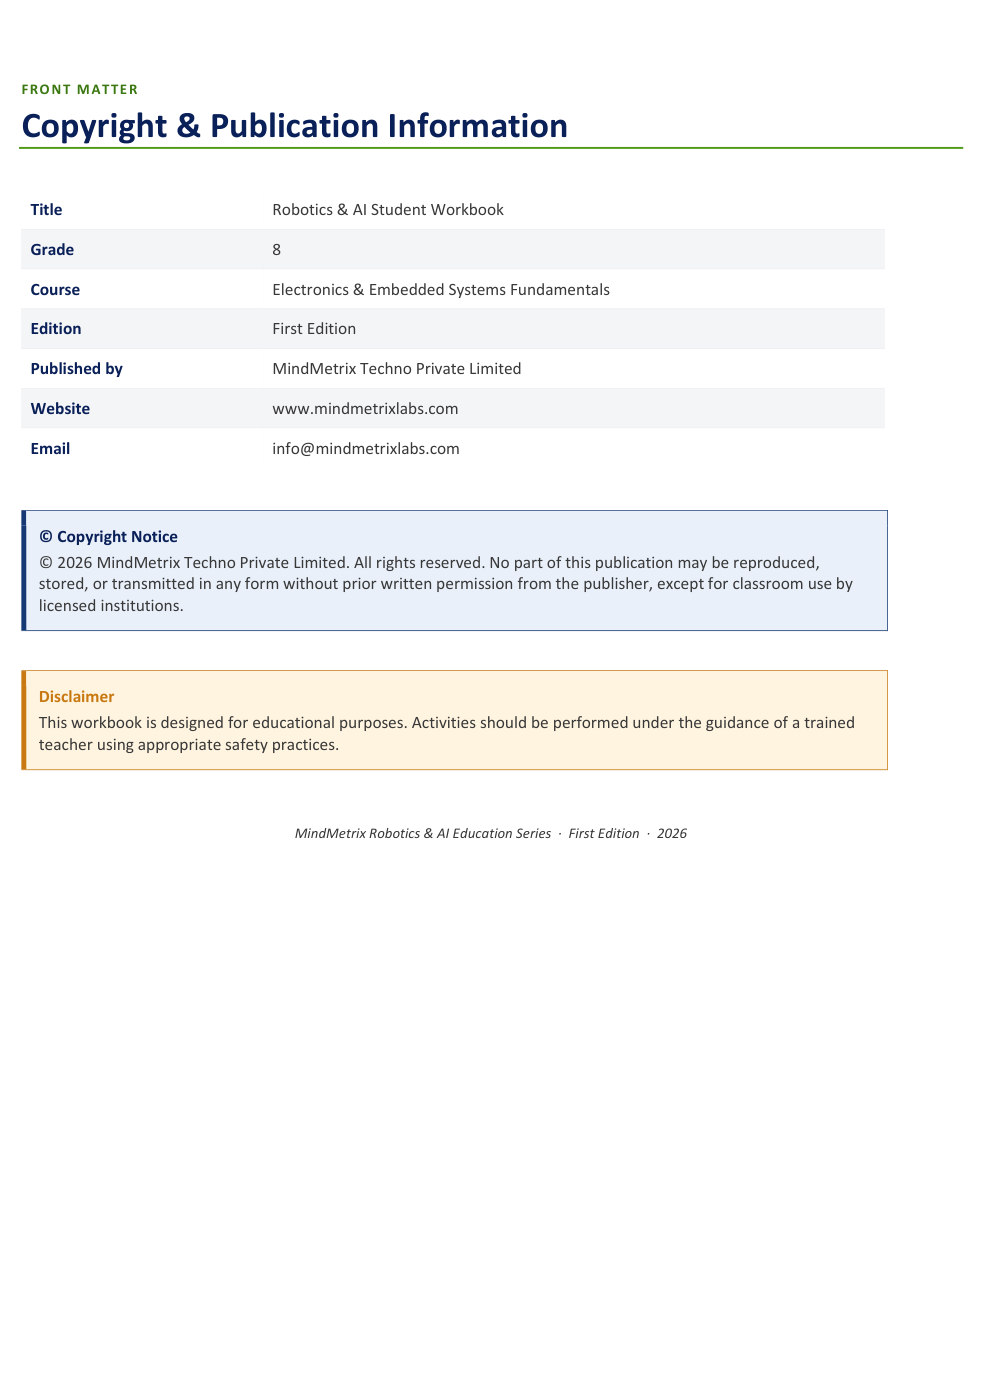 FRONT MATTER
Copyright & Publication Information
Title Robotics & AI Student Workbook
Grade 8
Course Electronics & Embedded Systems Fundamentals
Edition First Edition
Published by MindMetrix Techno Private Limited
Website www.mindmetrixlabs.com
Email info@mindmetrixlabs.com
© Copyright Notice
© 2026 MindMetrix Techno Private Limited. All rights reserved. No part of this publication may be reproduced,
stored, or transmitted in any form without prior written permission from the publisher, except for classroom use by
licensed institutions.
Disclaimer
This workbook is designed for educational purposes. Activities should be performed under the guidance of a trained
teacher using appropriate safety practices.
MindMetrix Robotics & AI Education Series · First Edition · 2026